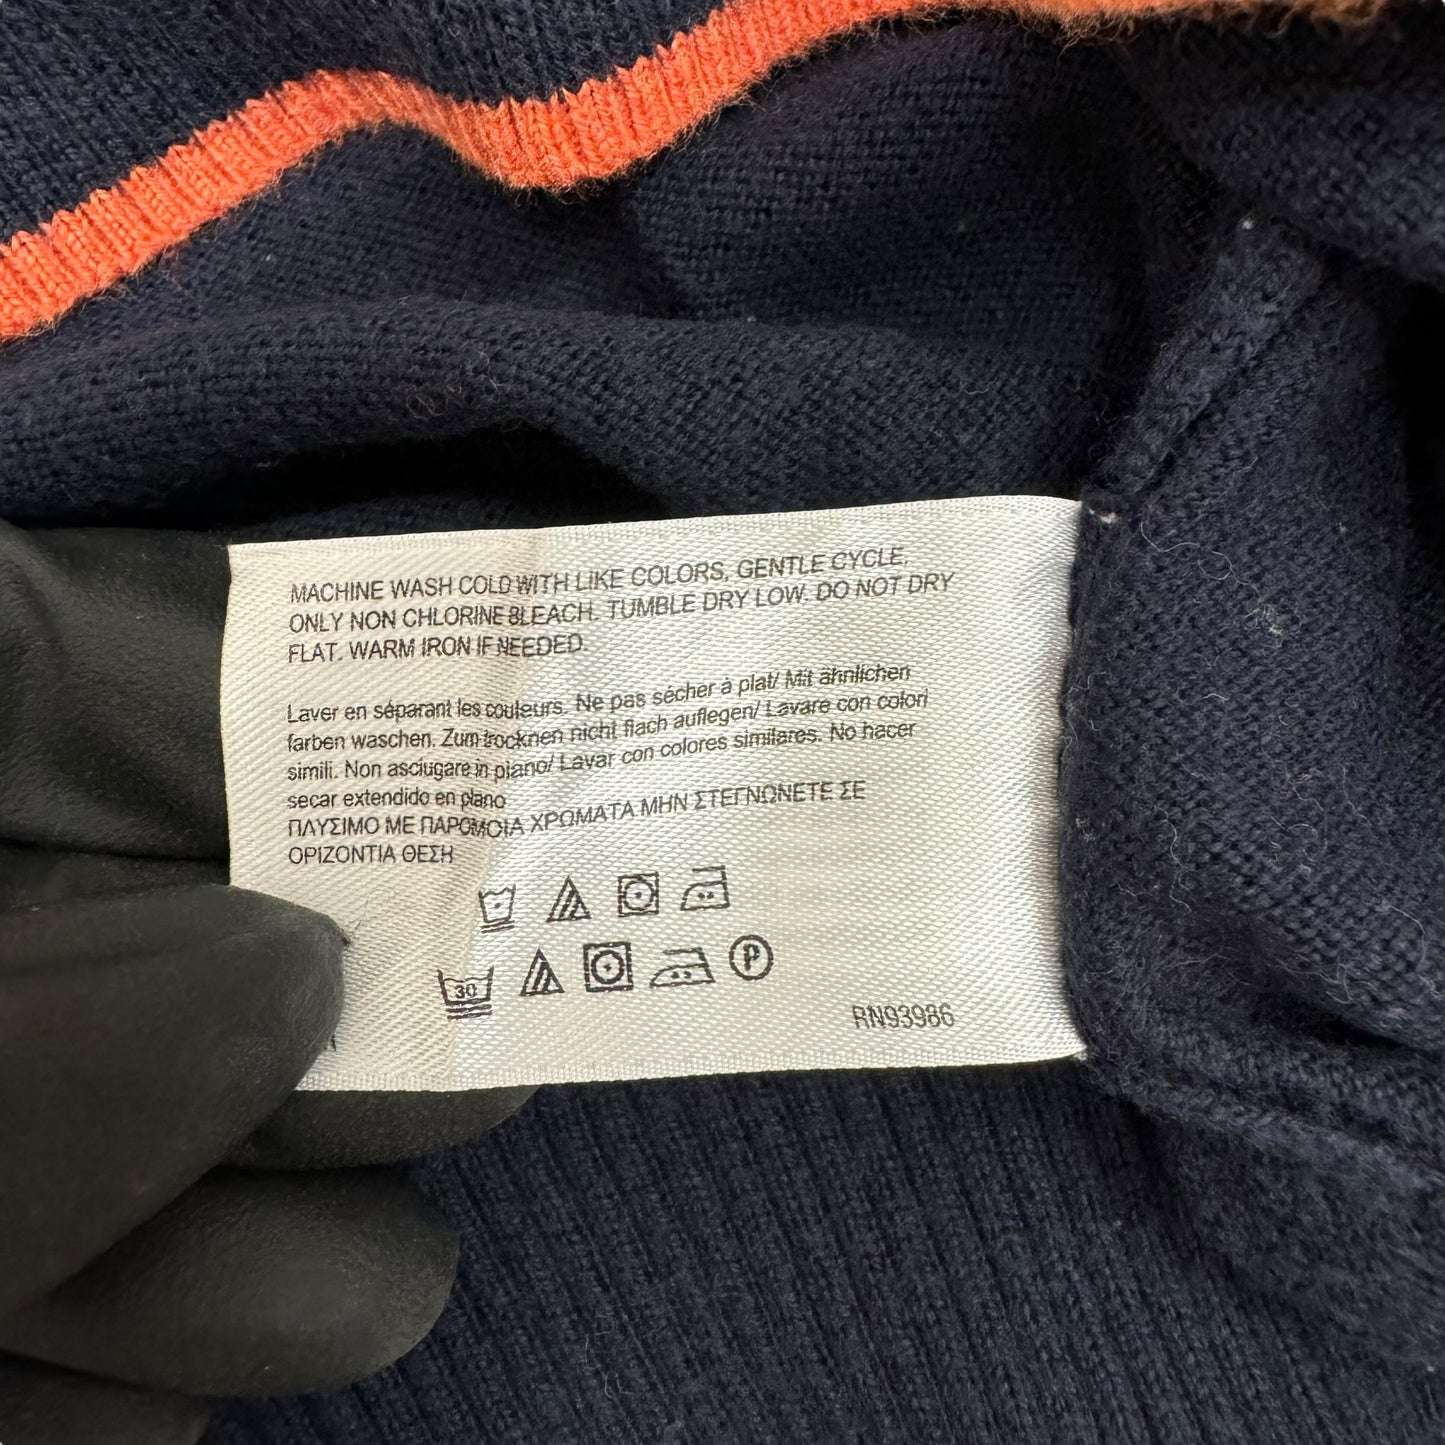 MACHINE WASH COLD WITH LIKE COLORS, GENTLE CYCLE,
ONLY NON CHLORINE BLEACH. TUMBLE DRY LOW. DO NOT DRY
FLAT. WARM IRON IF NEEDED.
Laver en séparant les couleurs. Ne pas sécher à plat/ Mit ähnlichen
farben waschen. Zum trocknen nicht flach auflegen/ Lavare con colori
simili. Non asciugare in piano/ Lavar con colores similares. No hacer
secar extendido en plano
ΠΛΥΣΙΜΟ ΜΕ ΠΑΡΟΜΟΙΑ ΧΡΩΜΑΤΑ ΜΗΝ ΣΤΕΓΝΩΝΕΤΕ ΣΕ
ΟΡΙΖΟΝΤΙΑ ΘΕΣΗ
30 P
RN93986